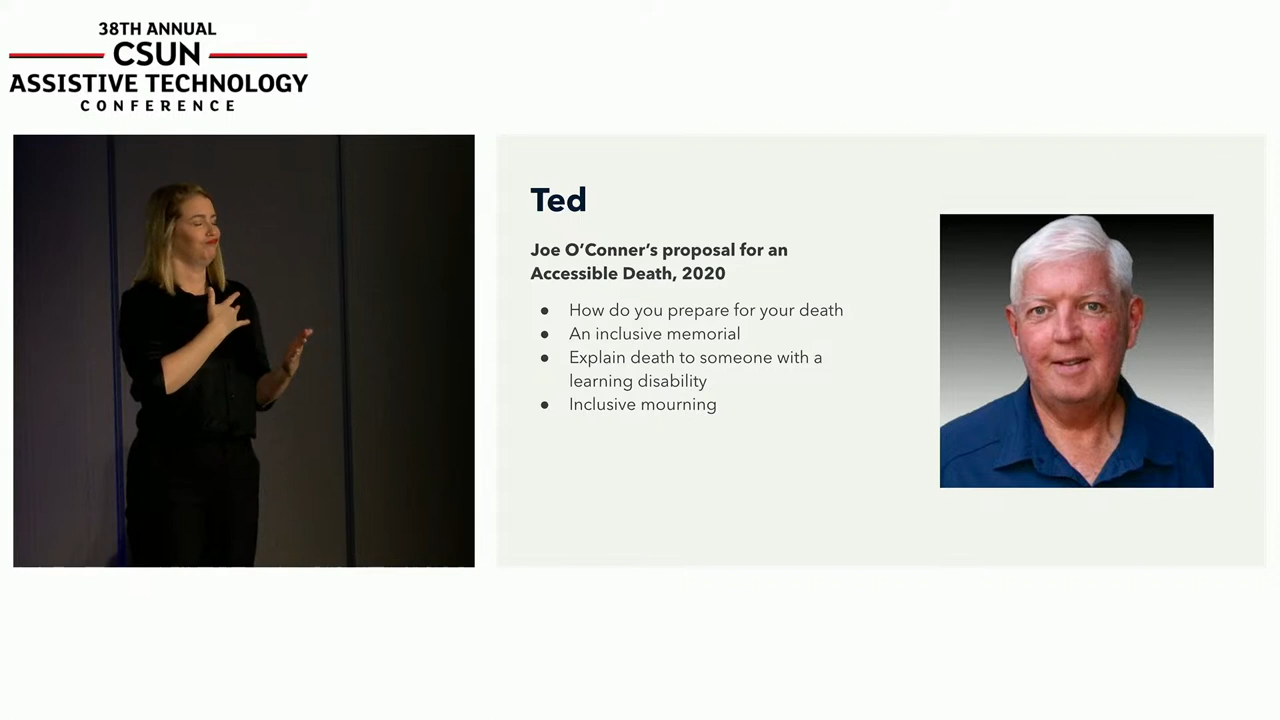 38TH ANNUAL
CSUN
ASSISTIVE TECHNOLOGY
CONFERENCE
Ted
Joe O’Conner’s proposal for an
Accessible Death, 2020
● How do you prepare for your death
● An inclusive memorial
● Explain death to someone with a
learning disability
● Inclusive mourning